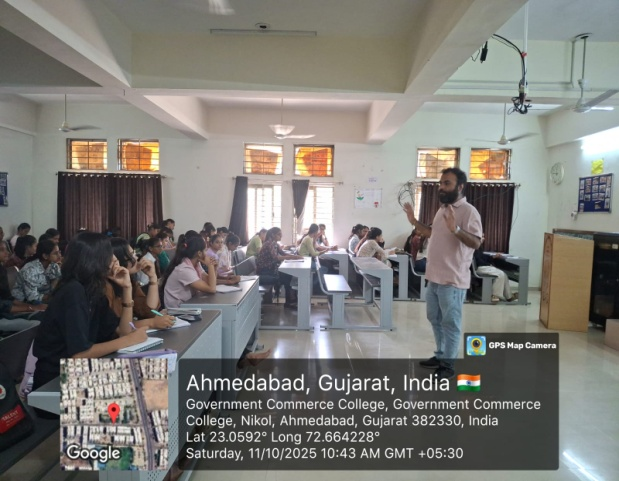 GPS Map Camera
Ahmedabad, Gujarat, India 🇮🇳
Government Commerce College, Government Commerce
College, Nikol, Ahmedabad, Gujarat 382330, India
Lat 23.0592° Long 72.664228°
Saturday, 11/10/2025 10:43 AM GMT +05:30
Google